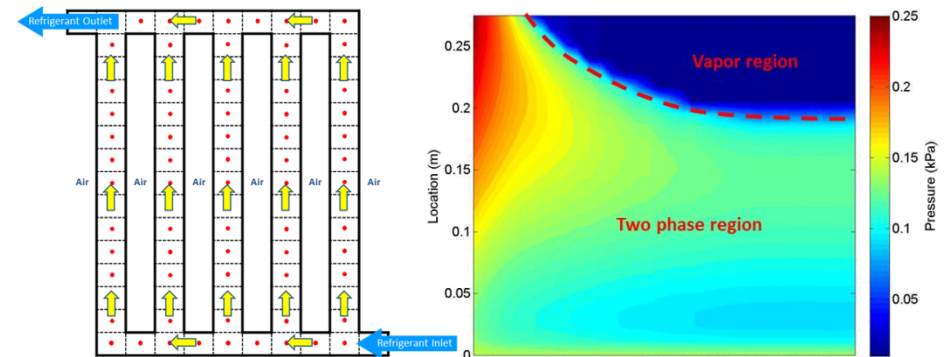 Refrigerant Outlet
Air
Air
Air
Air
Air
Air
Refrigerant Inlet
Location (m)
0.25
0.2
0.15
0.1
0.05
0
Vapor region
Two phase region
0.25
0.2
0.15
0.1
0.05
Pressure (kPa)